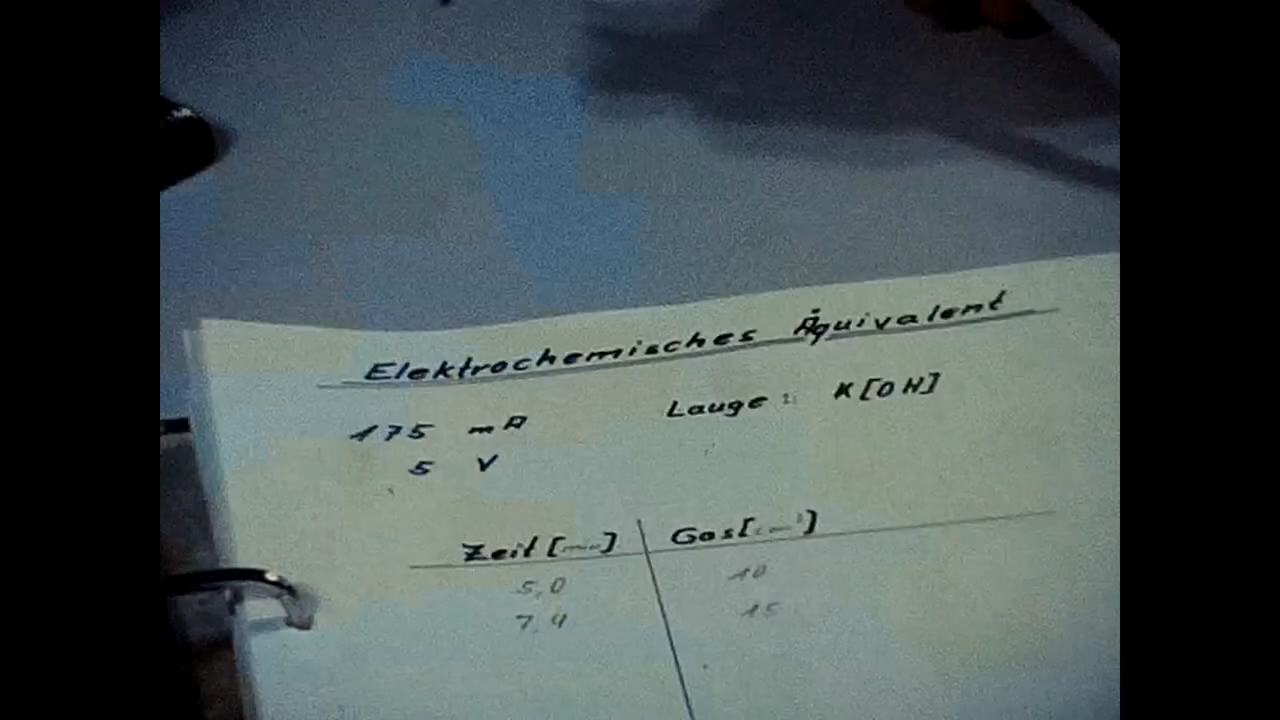 Elektrochemisches Äquivalent
175 mA Lauge: K[OH]
5 V
Zeit [min] Gas [cm³]
5,0 10
7,4 15